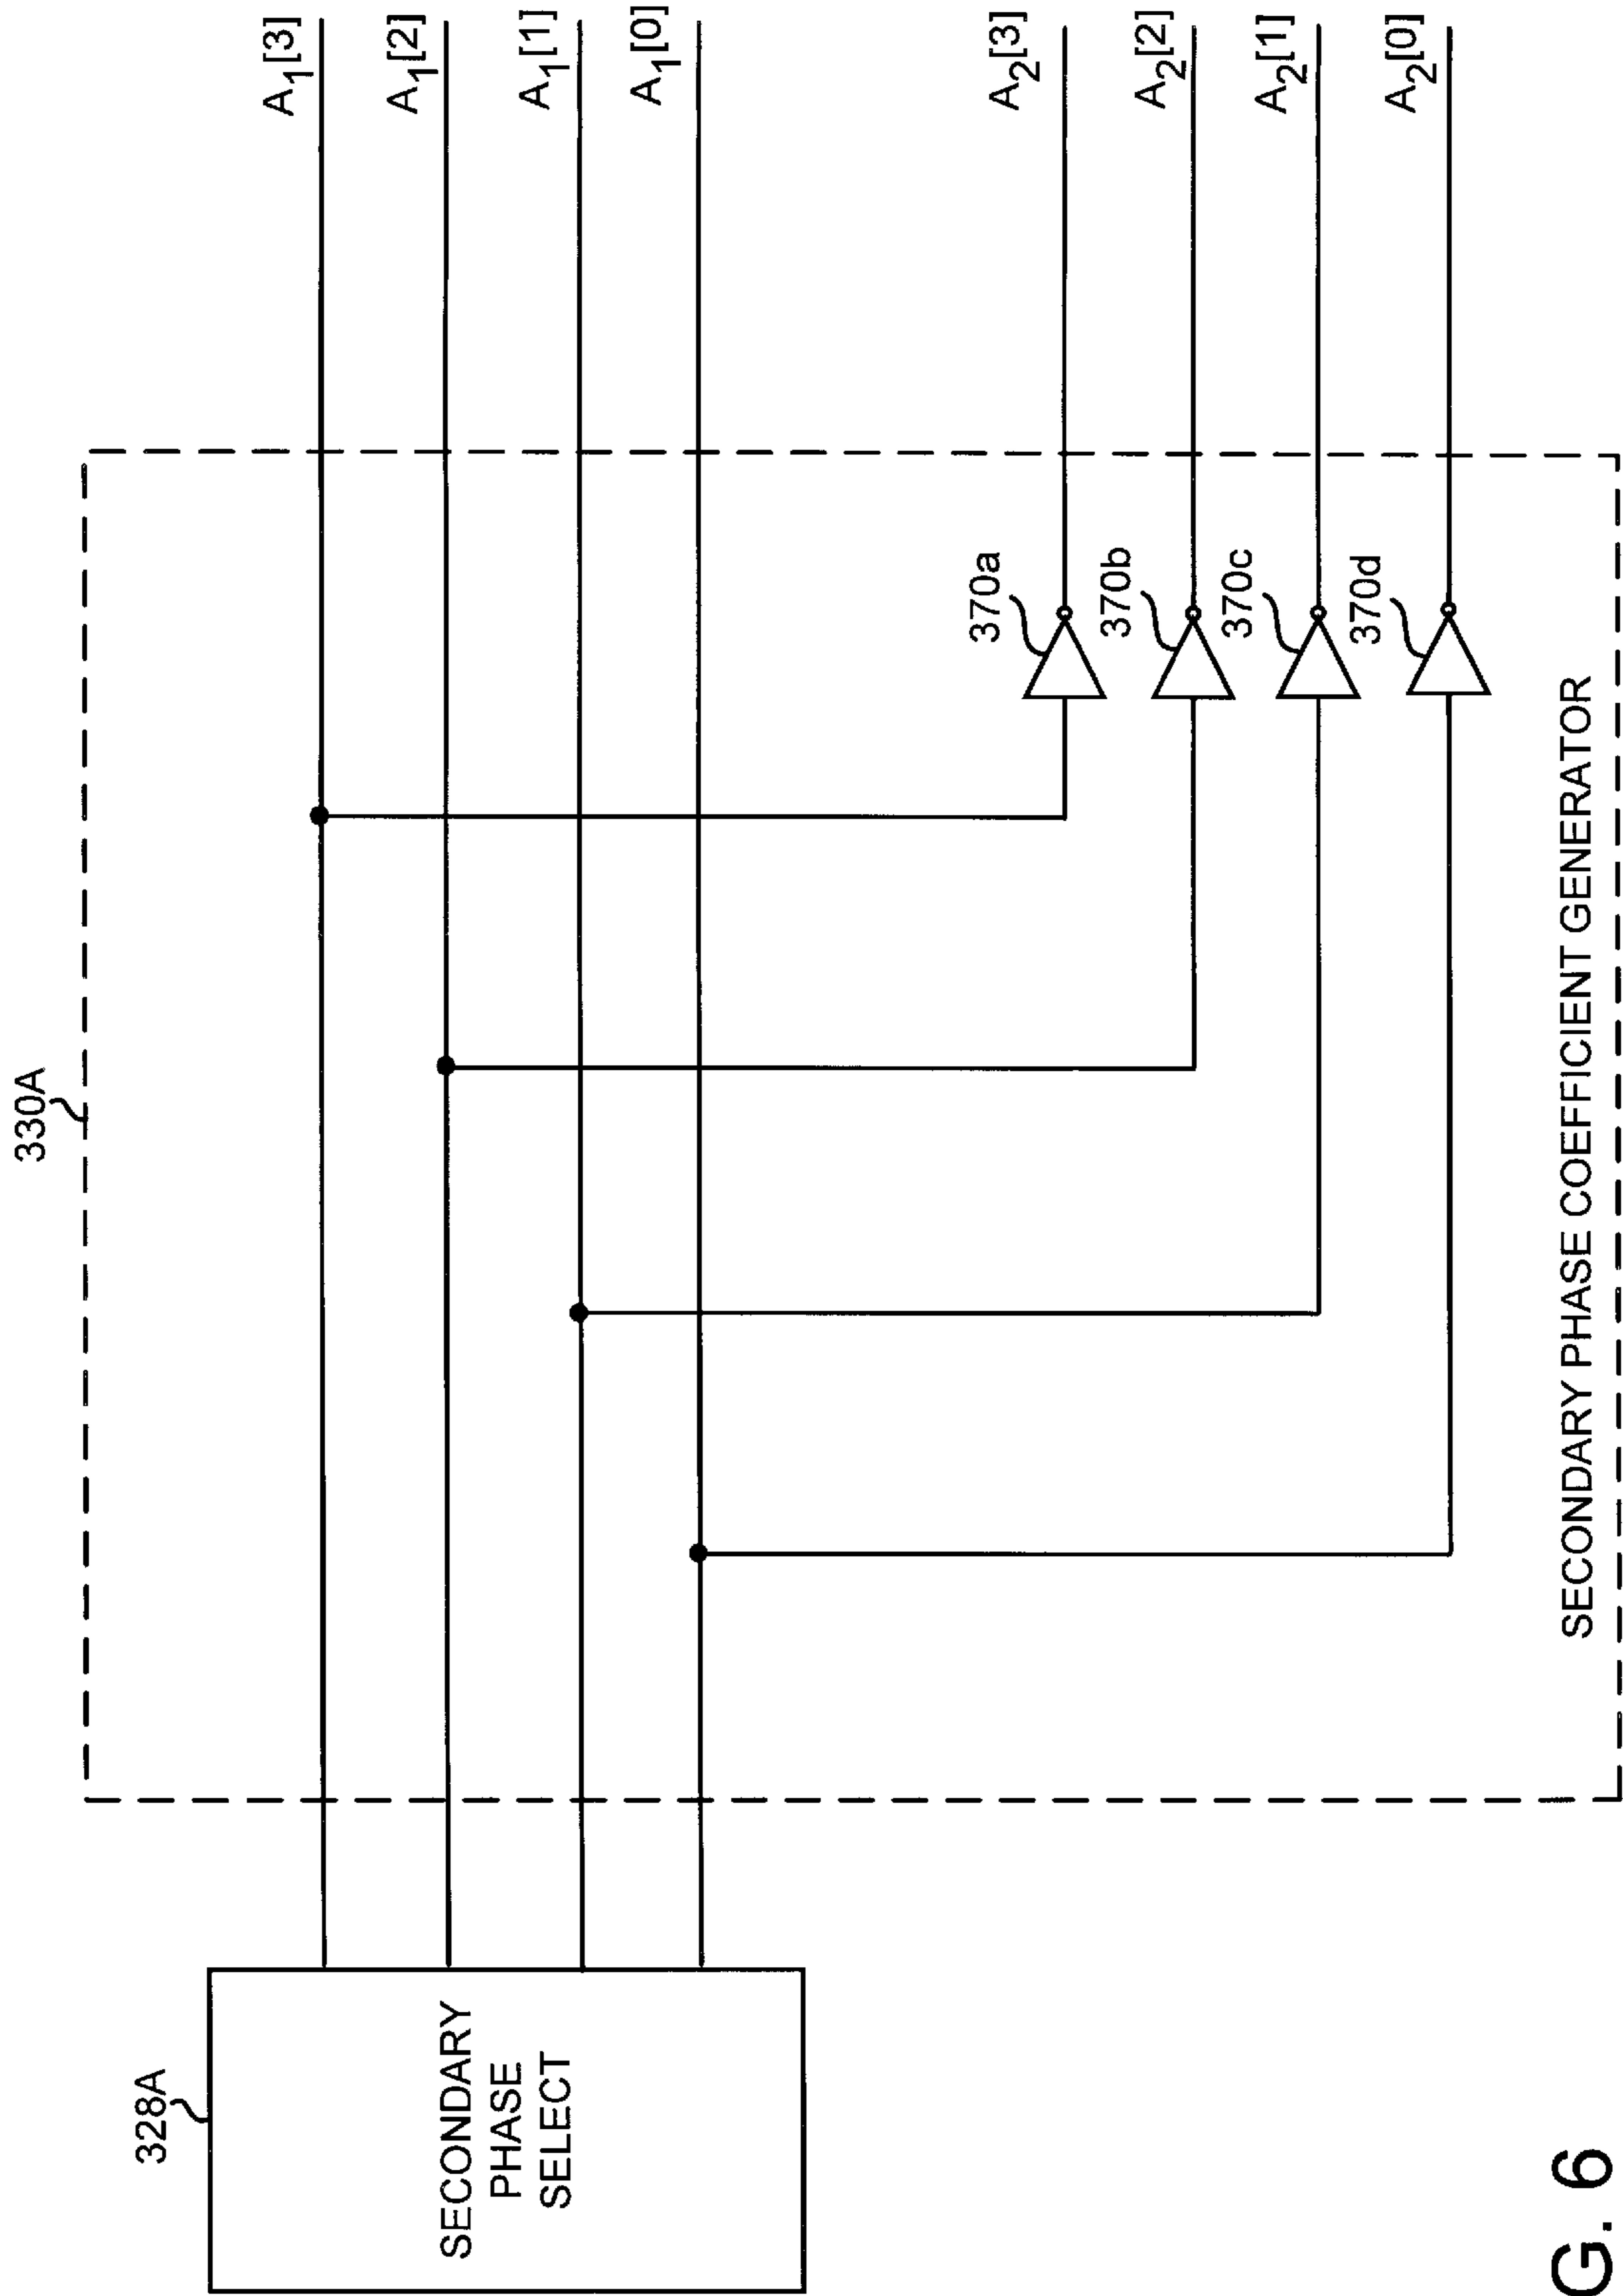 330A
328A
SECONDARY
PHASE
SELECT
A1[3]
A1[2]
A1[1]
A1[0]
370a
A2[3]
370b
A2[2]
370c
A2[1]
370d
A2[0]
SECONDARY PHASE COEFFICIENT GENERATOR
G. 6